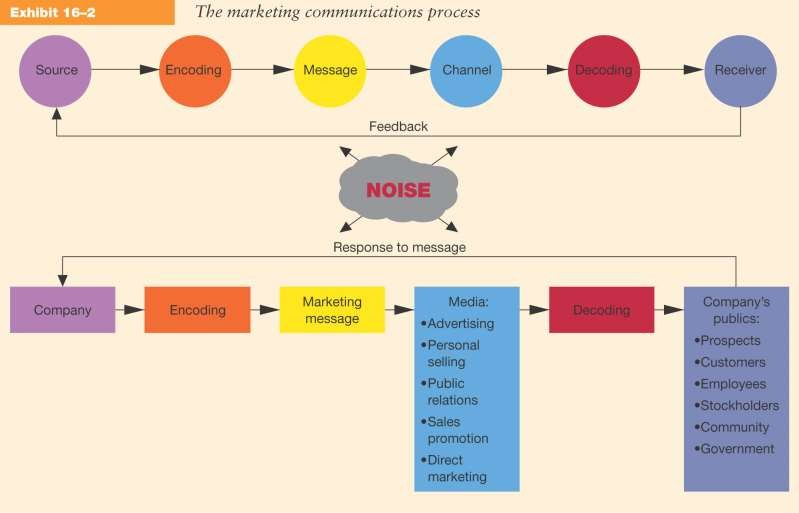 Exhibit 16–2
The marketing communications process
Source
Encoding
Message
Channel
Decoding
Receiver
Feedback
NOISE
Response to message
Company
Encoding
Marketing
message
Media:
•Advertising
•Personal
selling
•Public
relations
•Sales
promotion
•Direct
marketing
Decoding
Company's
publics:
•Prospects
•Customers
•Employees
•Stockholders
•Community
•Government